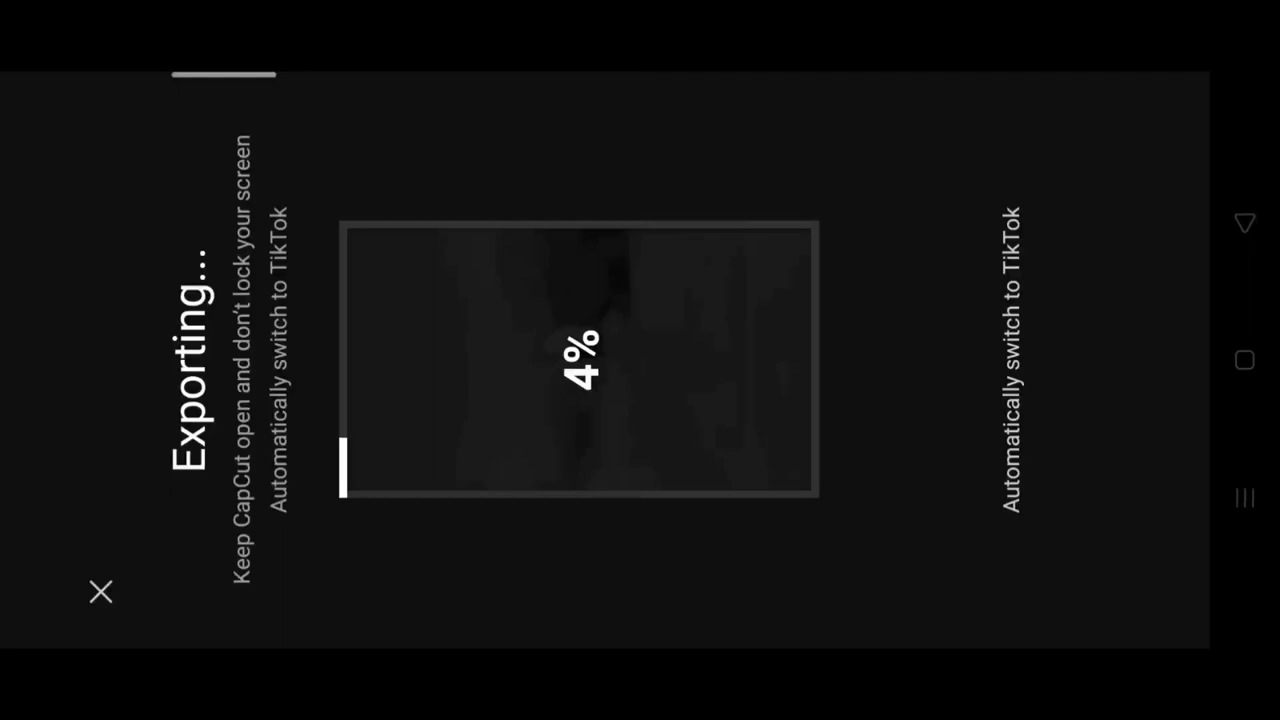 Exporting...
Keep CapCut open and don't lock your screen
Automatically switch to TikTok
4%
Automatically switch to TikTok